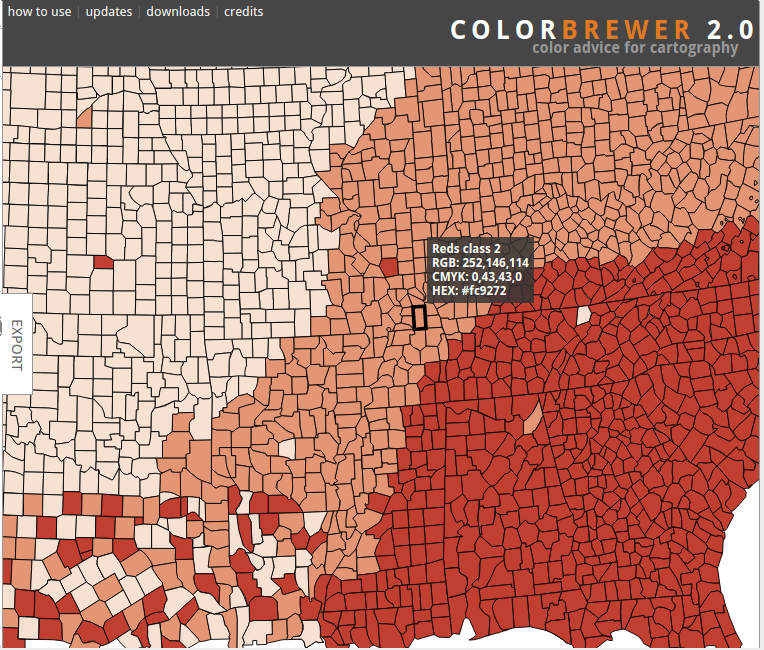 how to use | updates | downloads | credits
COLORBREWER 2.0
color advice for cartography
Reds class 2
RGB: 252,146,114
CMYK: 0,43,43,0
HEX: #fc9272
EXPORT